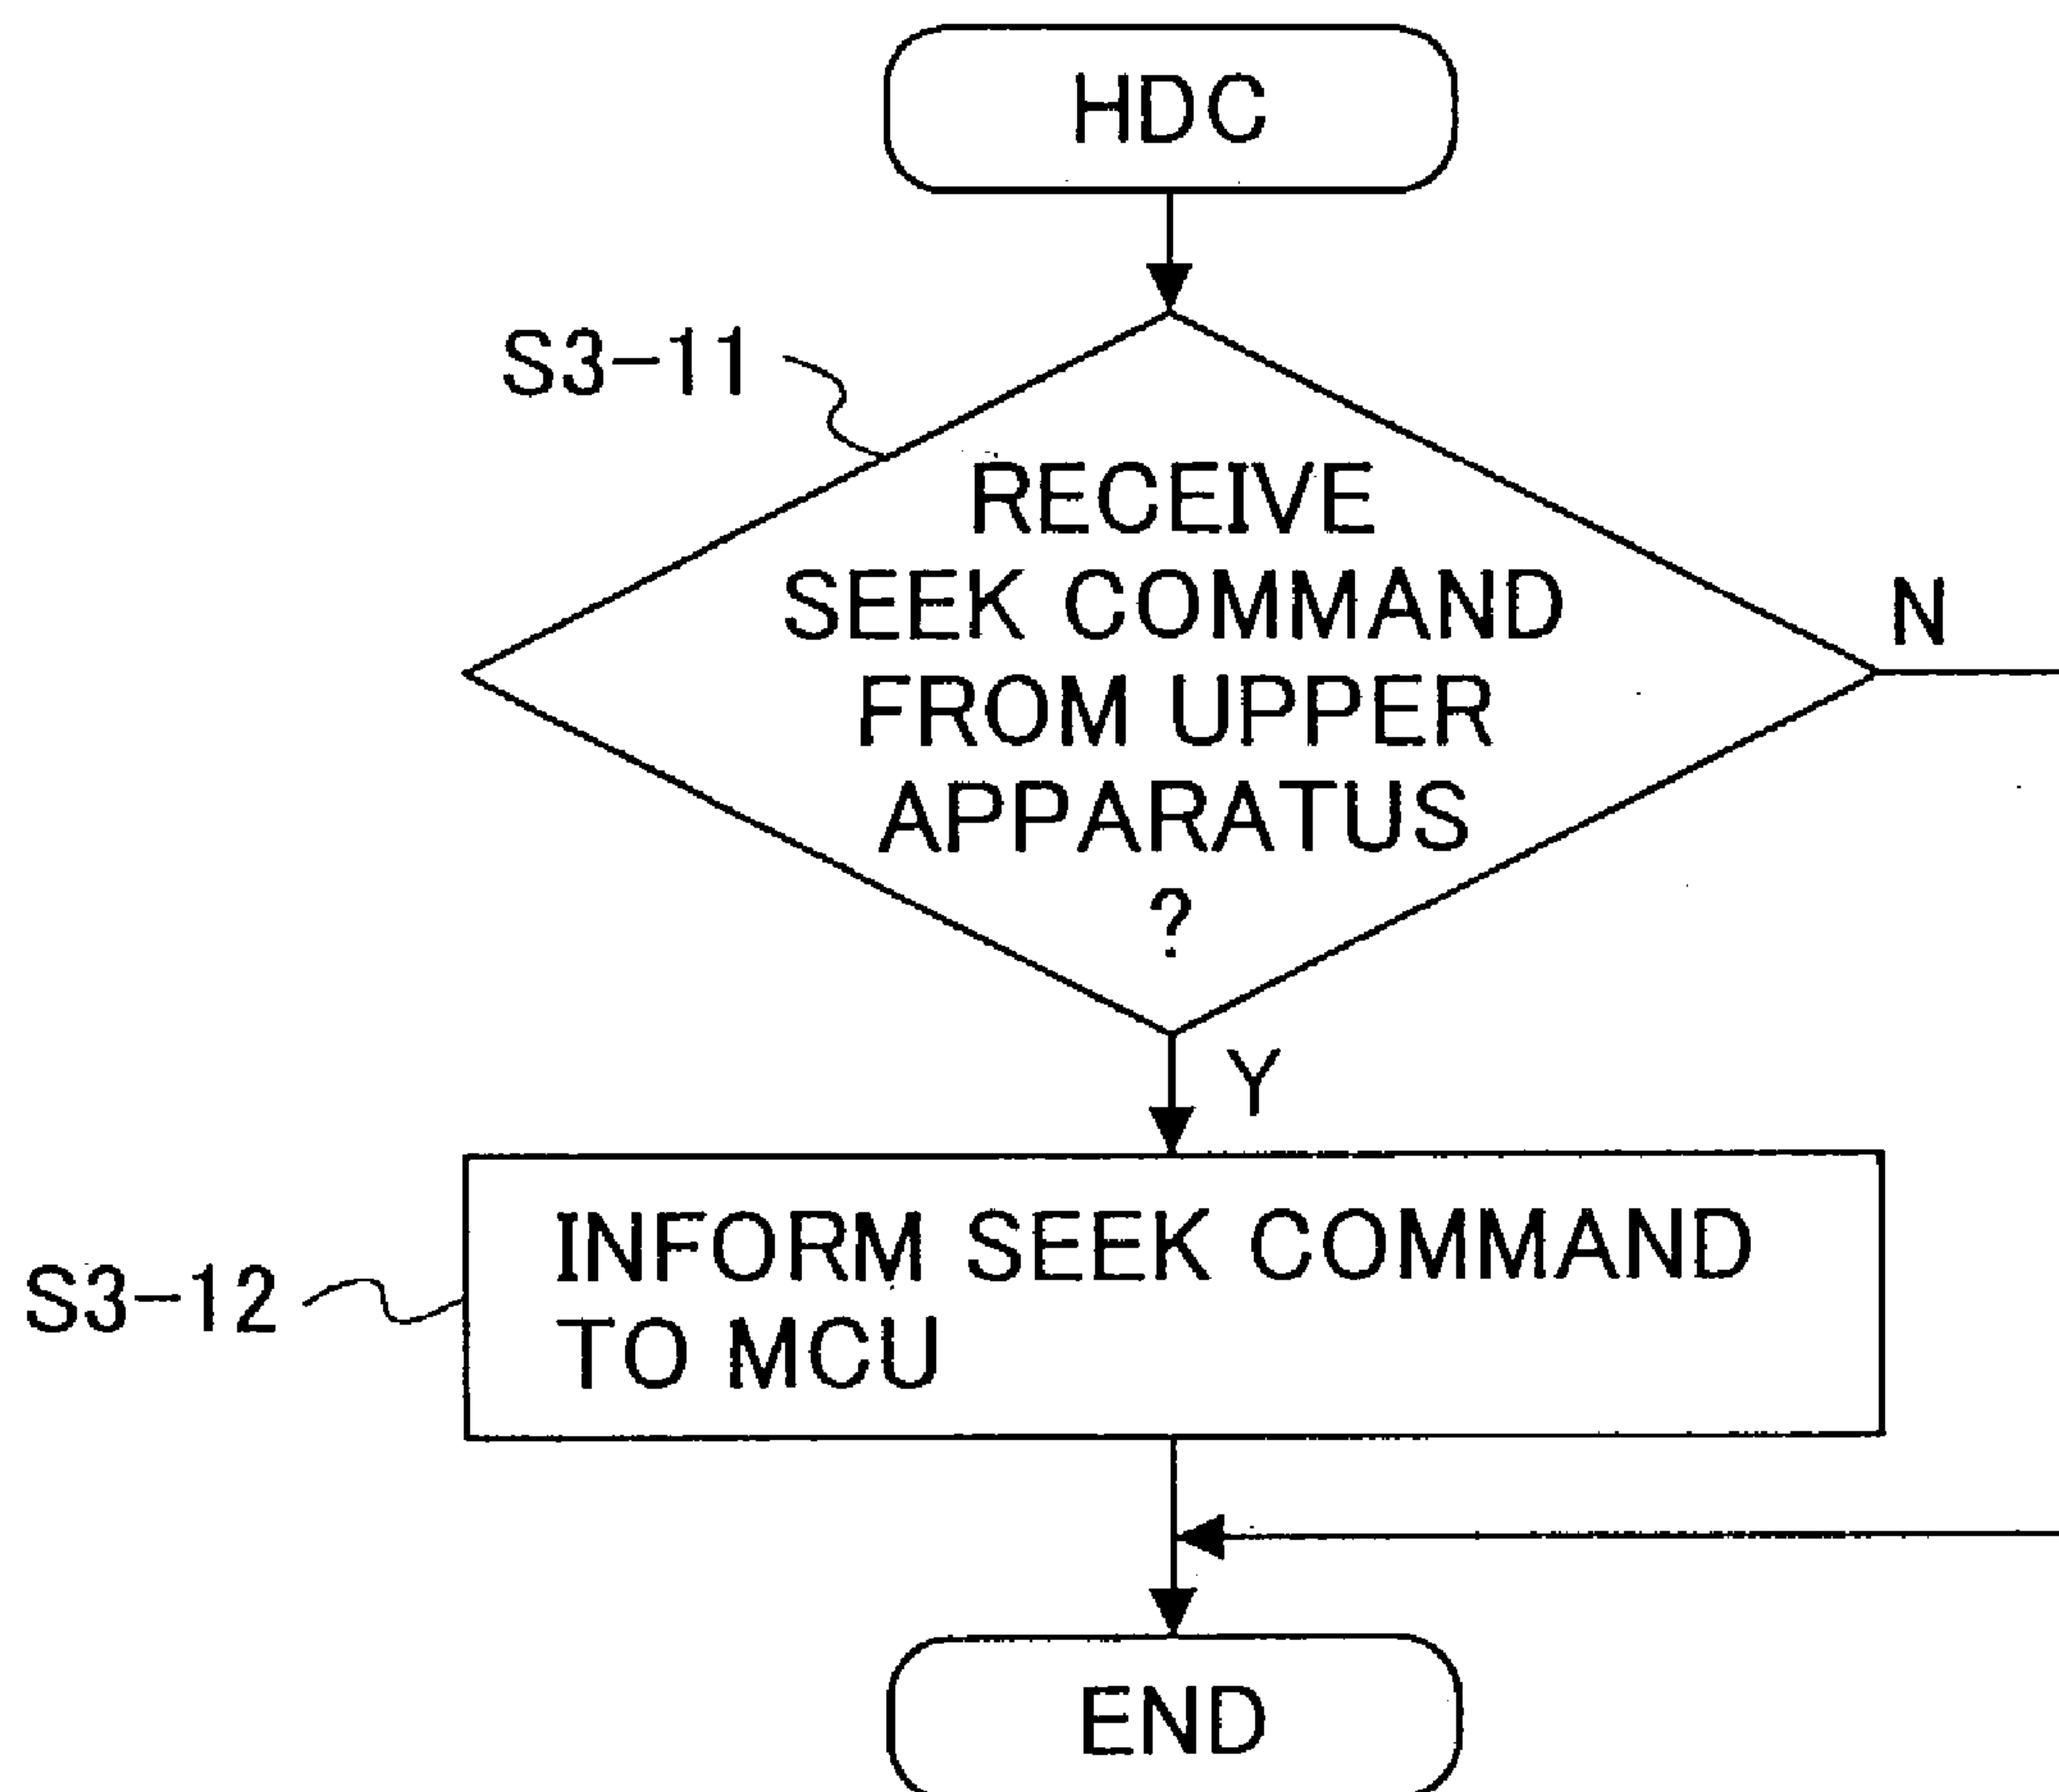 HDC
S3-11
RECEIVE
SEEK COMMAND
FROM UPPER
APPARATUS
?
N
Y
S3-12
INFORM SEEK COMMAND
TO MCU
END